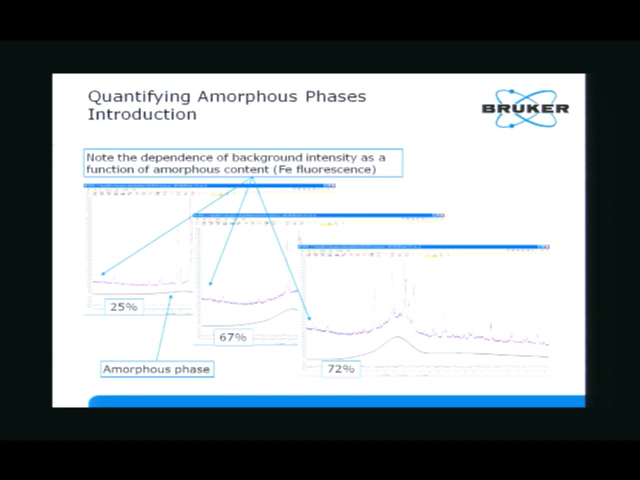 Quantifying Amorphous Phases
Introduction
BRUKER
Note the dependence of background intensity as a
function of amorphous content (Fe fluorescence)
25%
67%
72%
Amorphous phase